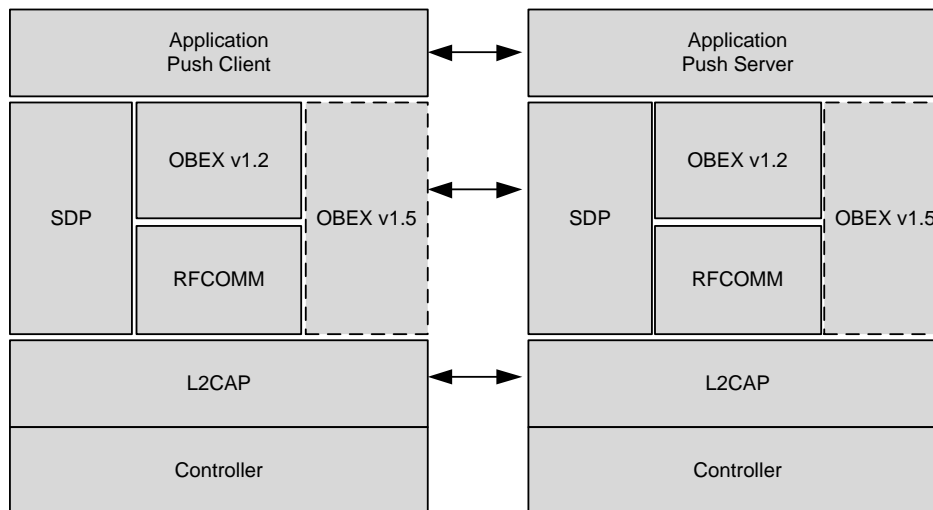 Application
Push Client
Application
Push Server
SDP
OBEX v1.2
OBEX v1.5
RFCOMM
SDP
OBEX v1.2
OBEX v1.5
RFCOMM
L2CAP
L2CAP
Controller
Controller